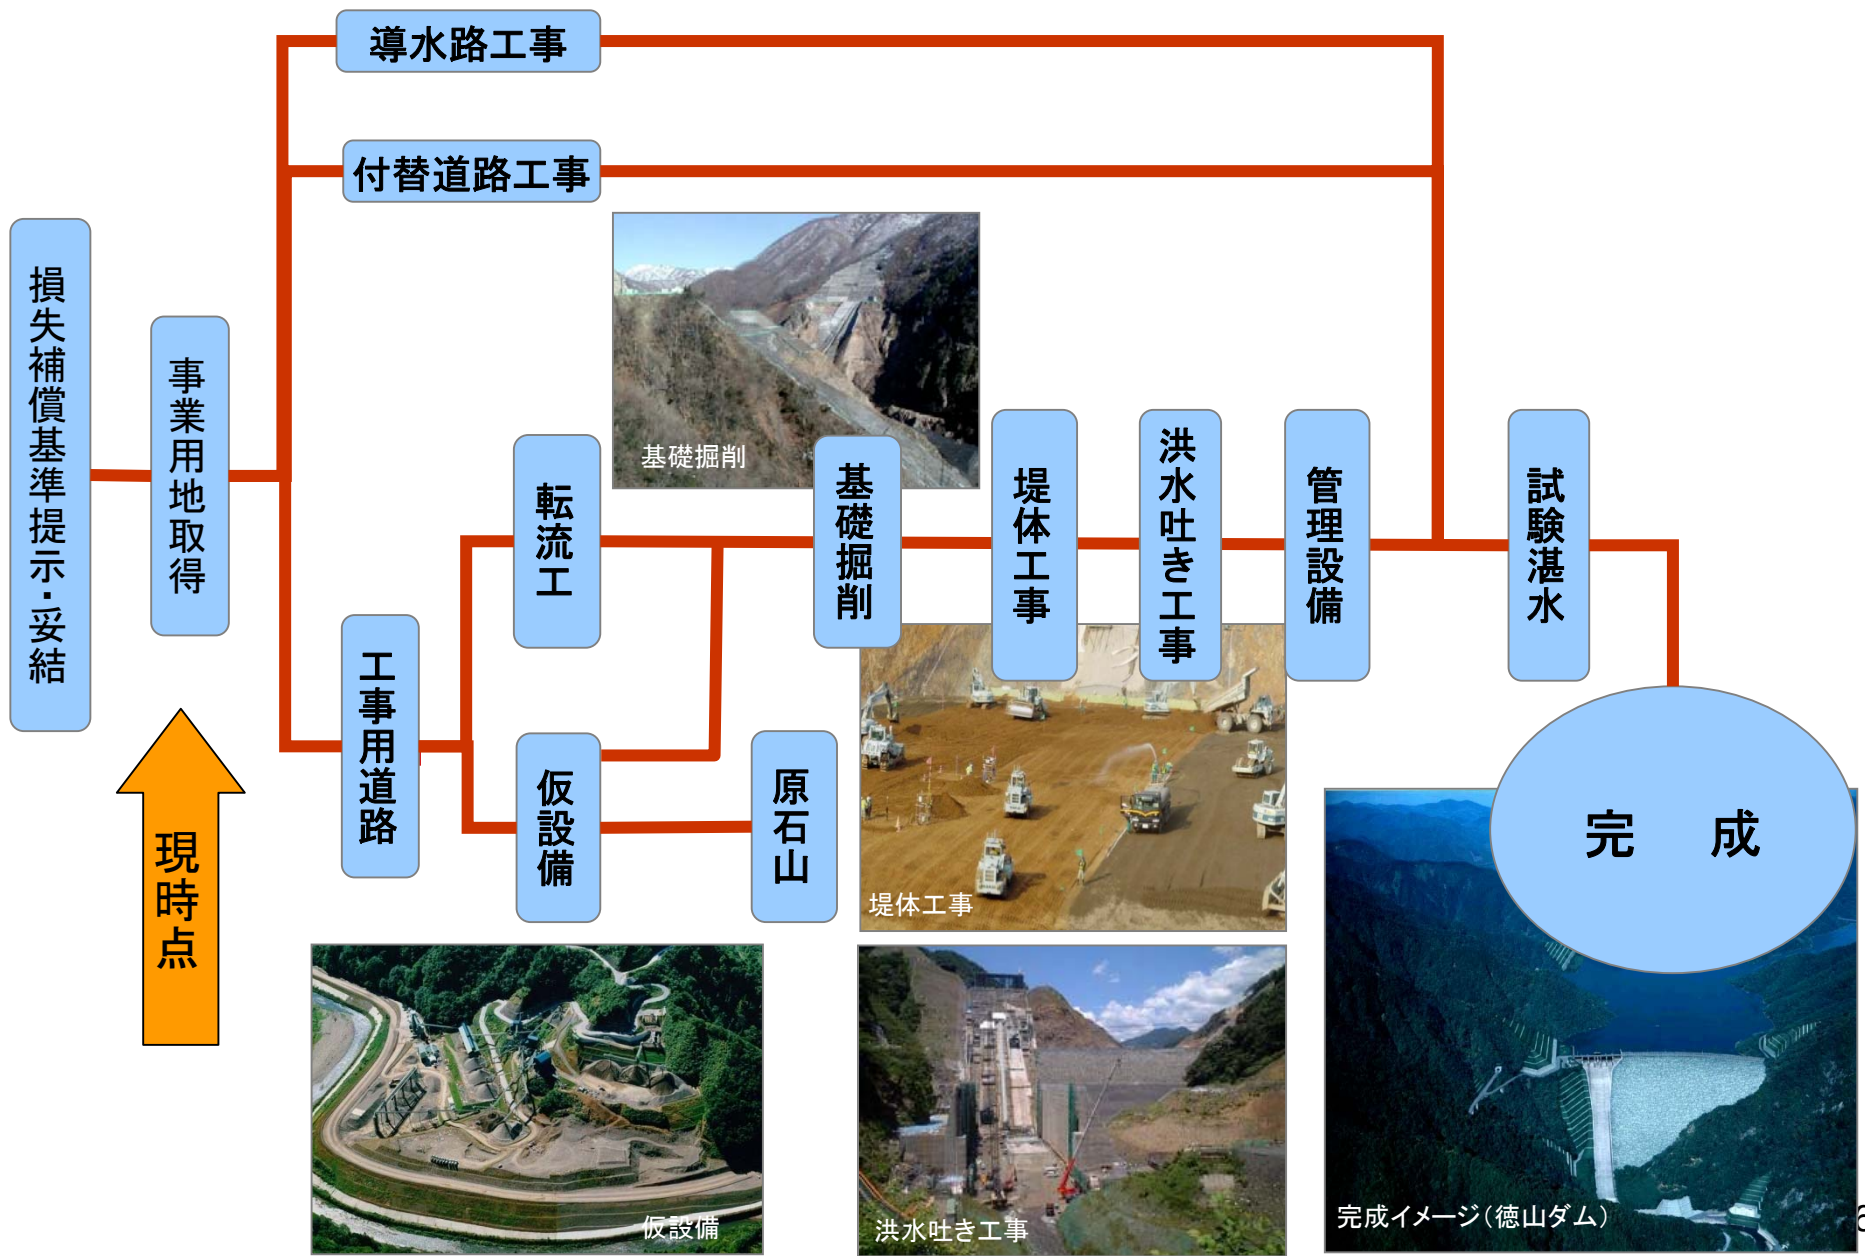 導水路工事
付替道路工事
損失補償基準提示・妥結
事業用地取得
現時点
工事用道路
転流工
仮設備
原石山
基礎掘削
基礎掘削
堤体工事
洪水吐き工事
管理設備
試験湛水
完　成
堤体工事
仮設備
洪水吐き工事
完成イメージ(徳山ダム)
6